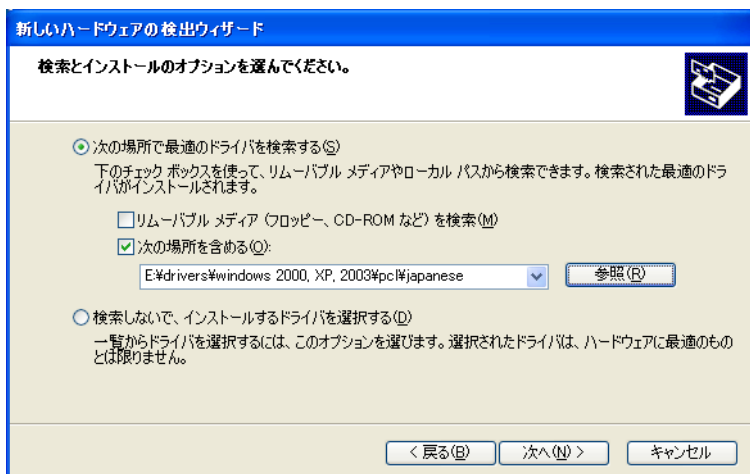 新しいハードウェアの検出ウィザード
検索とインストールのオプションを選んでください。
次の場所で最適のドライバを検索する(S)
下のチェック ボックスを使って、リムーバブル メディアやローカル パスから検索できます。検索された最適のドラ
イバがインストールされます。
リムーバブル メディア (フロッピー、CD-ROM など) を検索(M)
次の場所を含める(O):
E:¥drivers¥windows 2000, XP, 2003¥pcl¥japanese
参照(R)
検索しないで、インストールするドライバを選択する(D)
一覧からドライバを選択するには、このオプションを選びます。選択されたドライバは、ハードウェアに最適のもの
とは限りません。
< 戻る(B) 次へ(N) > キャンセル